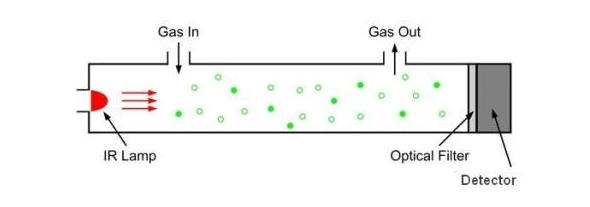 Gas In
Gas Out
IR Lamp
Optical Filter
Detector